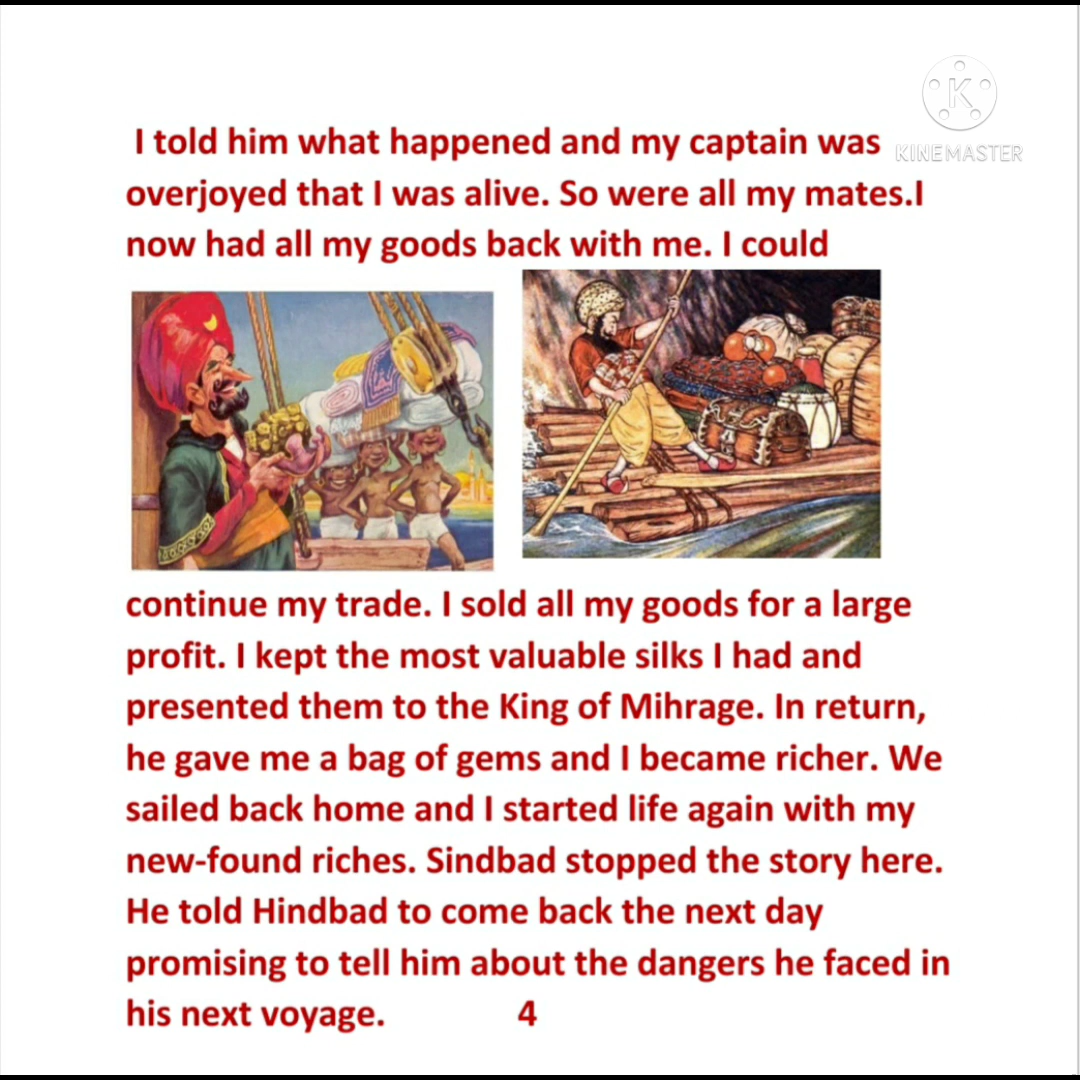 I told him what happened and my captain was
KINEMASTER
overjoyed that I was alive. So were all my mates.I
now had all my goods back with me. I could
continue my trade. I sold all my goods for a large
profit. I kept the most valuable silks I had and
presented them to the King of Mihrage. In return,
he gave me a bag of gems and I became richer. We
sailed back home and I started life again with my
new-found riches. Sindbad stopped the story here.
He told Hindbad to come back the next day
promising to tell him about the dangers he faced in
his next voyage. 4